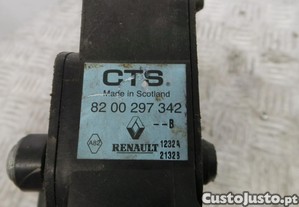 CTS.
Made in Scotland
82 00 297 342
--B
RENAULT
12324
21323
CustoJusto.pt